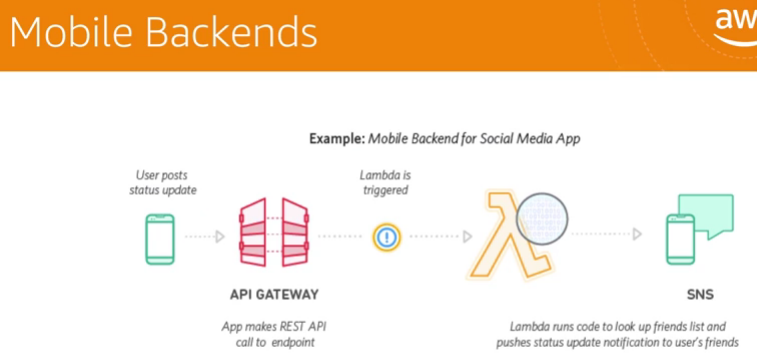 Mobile Backends
aw
Example: Mobile Backend for Social Media App
User posts
status update
Lambda is
triggered
API GATEWAY
SNS
App makes REST API
call to endpoint
Lambda runs code to look up friends list and
pushes status update notification to user's friends